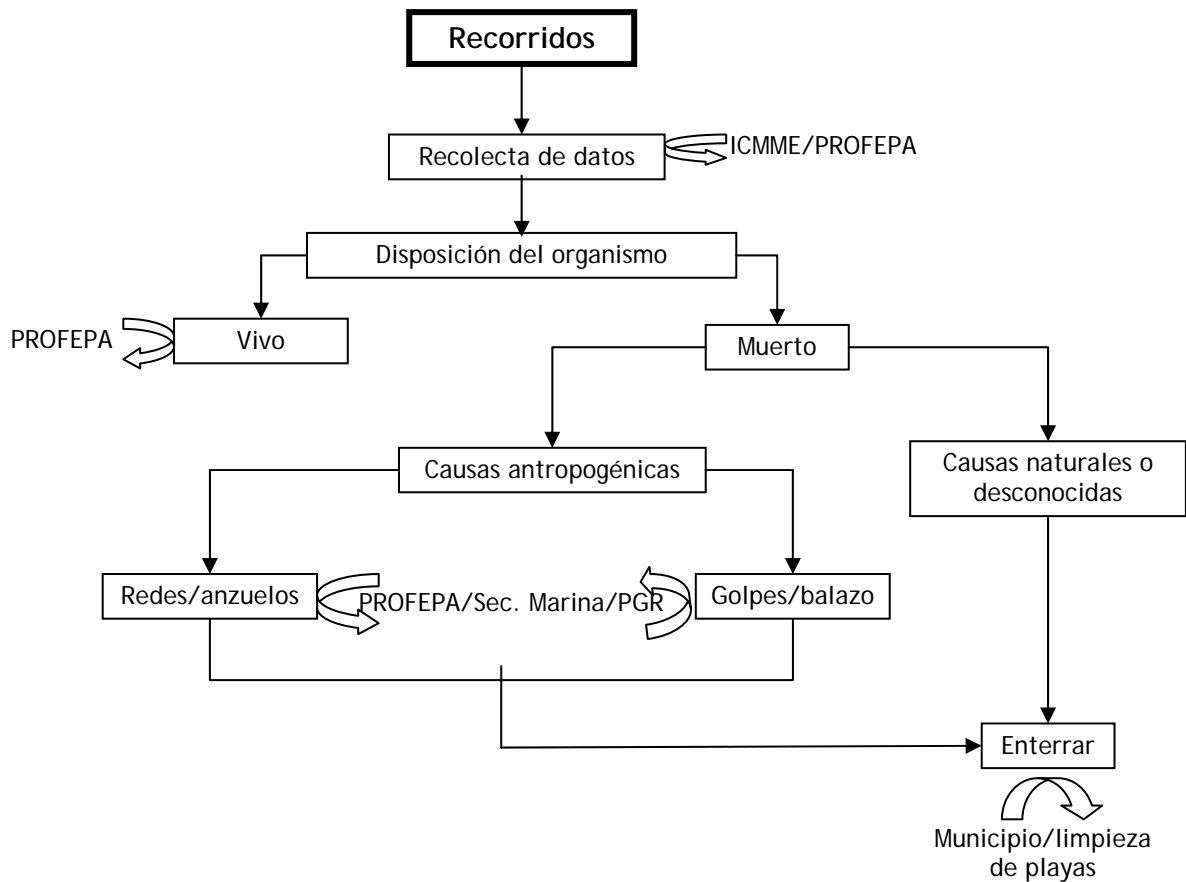 Recorridos
Recolecta de datos
ICMME/PROFEPA
Disposición del organismo
PROFEPA
Vivo
Muerto
Causas antropogénicas
Causas naturales o
desconocidas
Redes/anzuelos
PROFEPA/Sec. Marina/PGR
Golpes/balazo
Enterrar
Municipio/limpieza
de playas